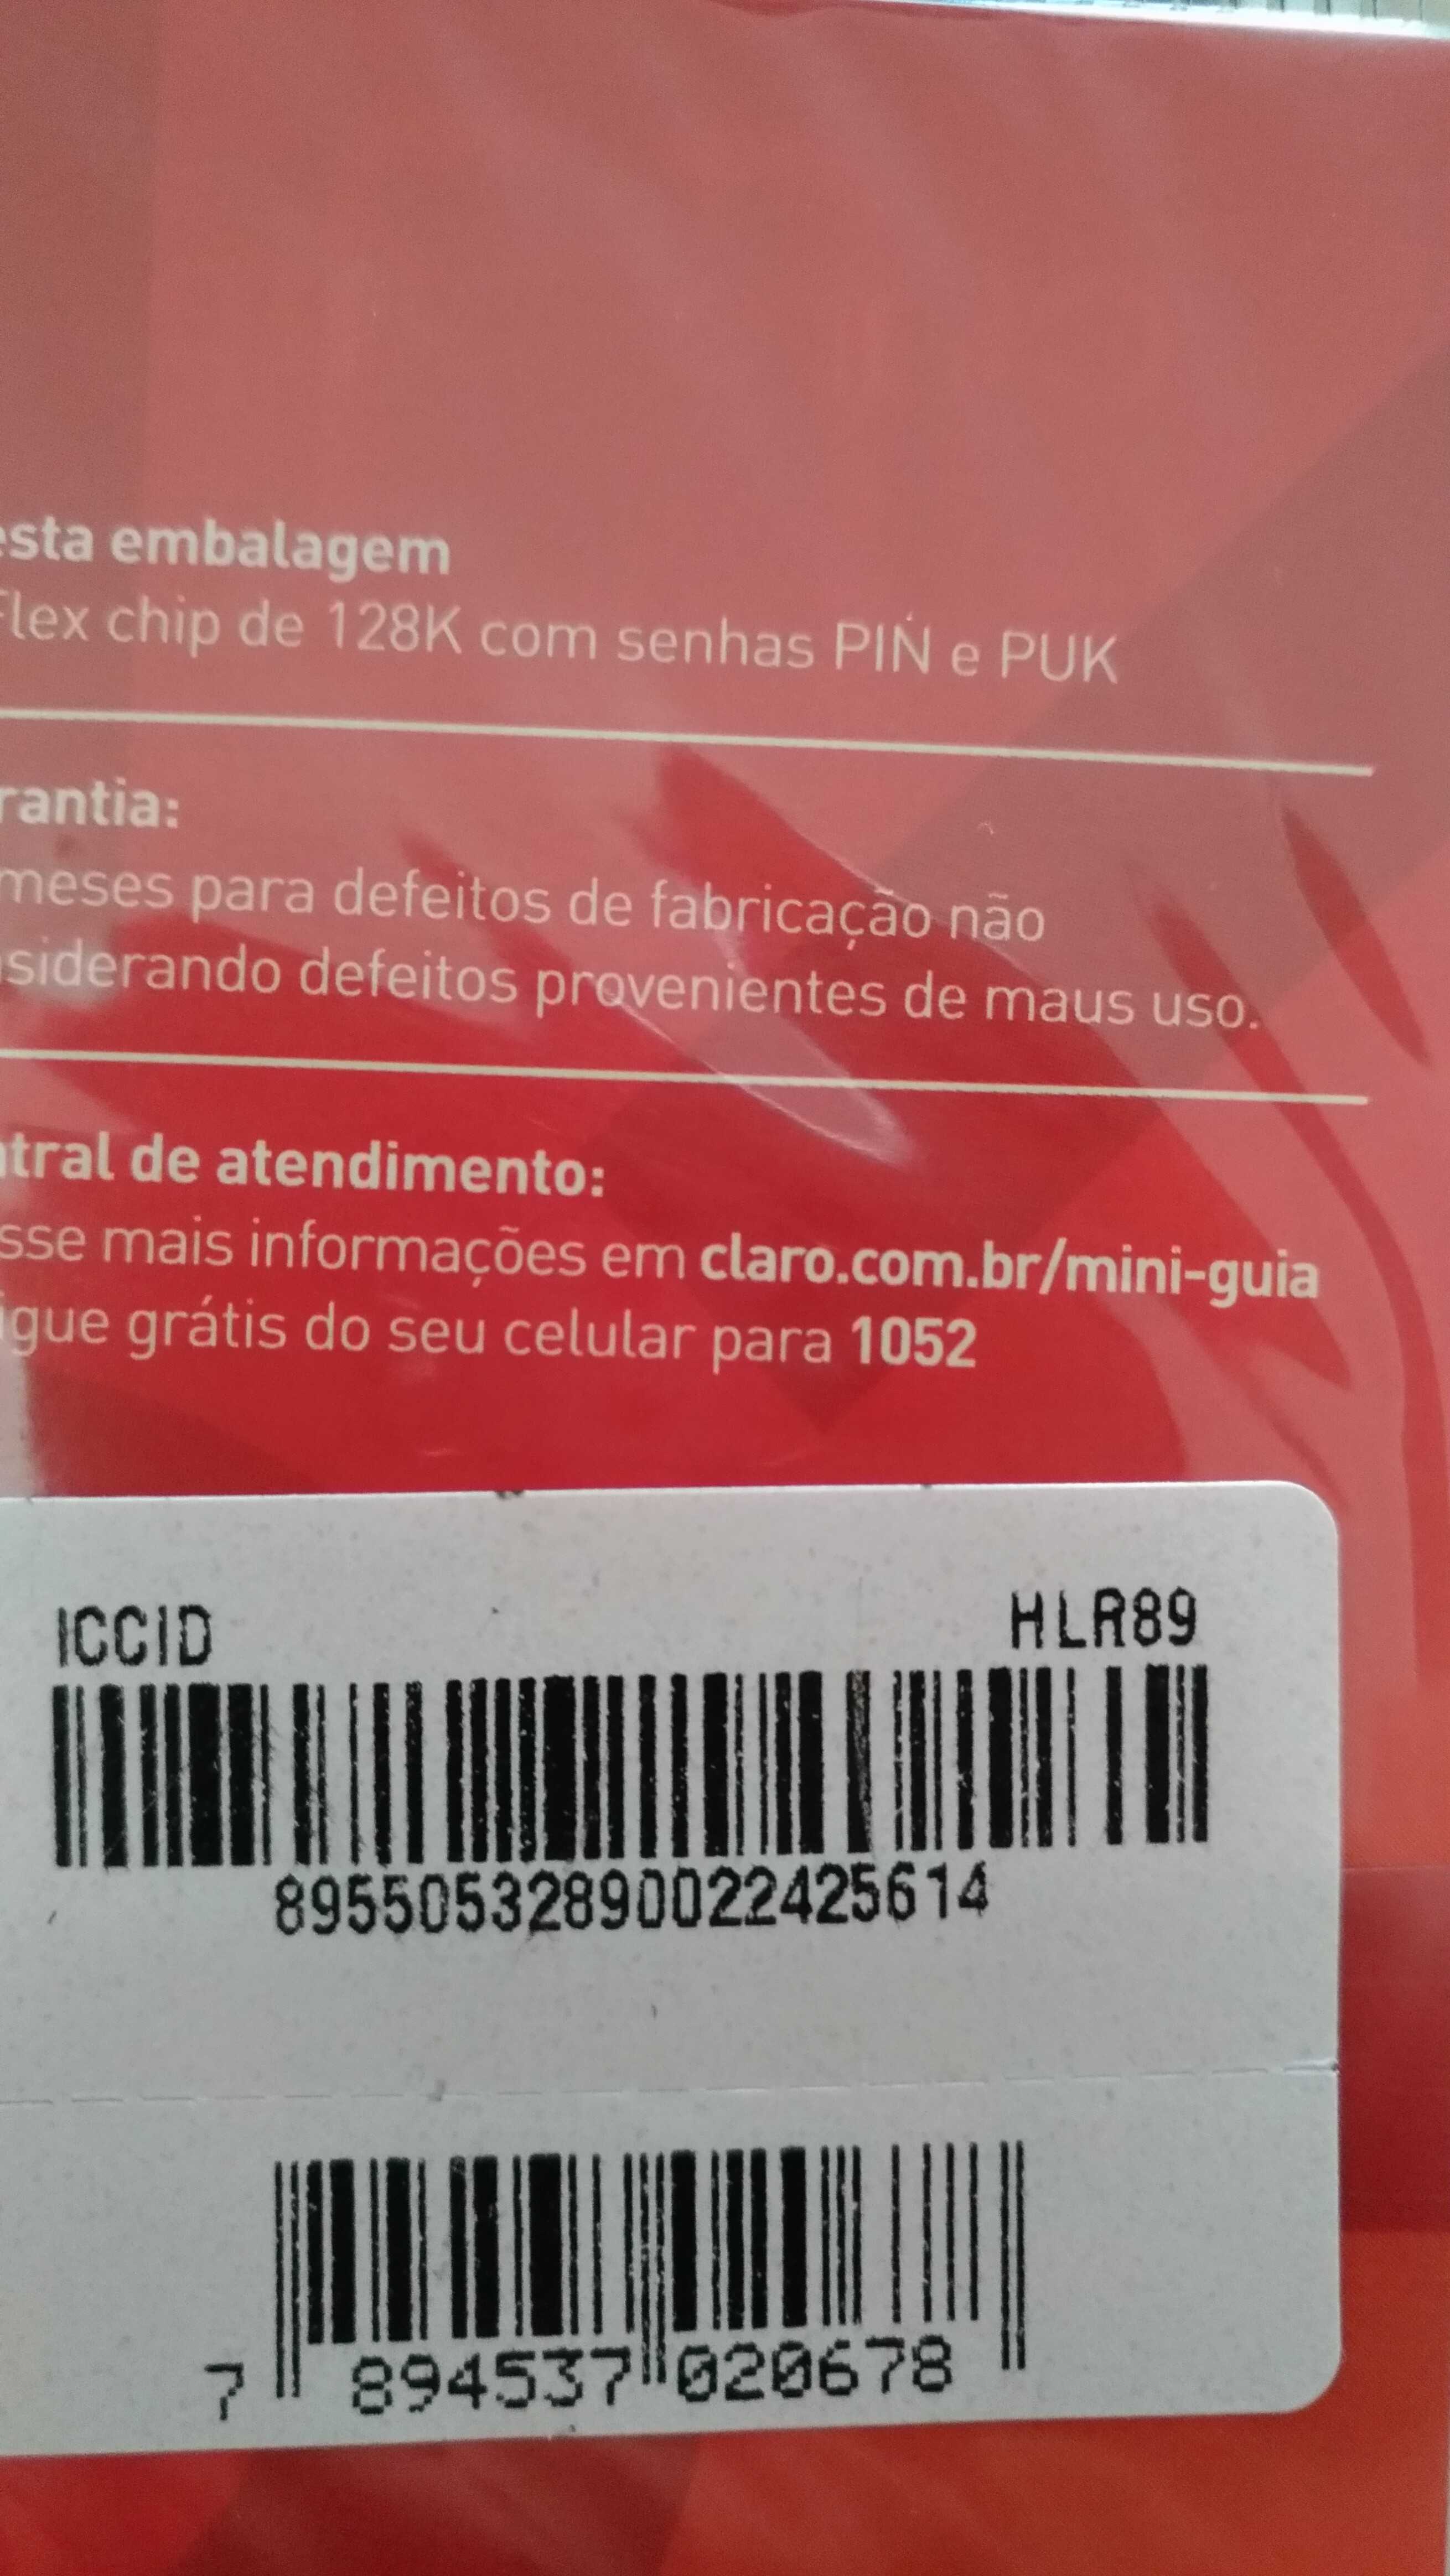 esta embalagem
Flex chip de 128K com senhas PIN e PUK
rantia:
meses para defeitos de fabricação não
siderando defeitos provenientes de maus uso.
tral de atendimento:
sse mais informações em claro.com.br/mini-guia
igue grátis do seu celular para 1052
ICCID HLR89
89550532890022425614
7 894537 020678